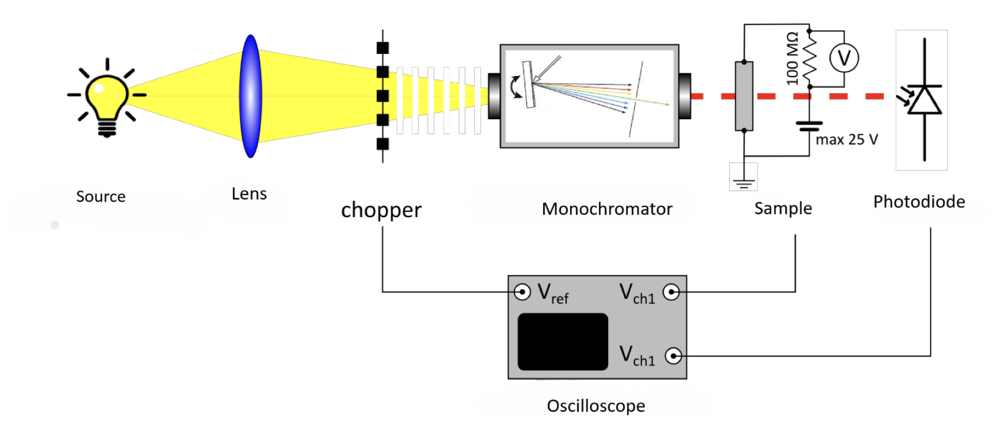 100 MΩ
V
max 25 V
Source
Lens
chopper
Monochromator
Sample
Photodiode
Vref
Vch1
Vch1
Oscilloscope